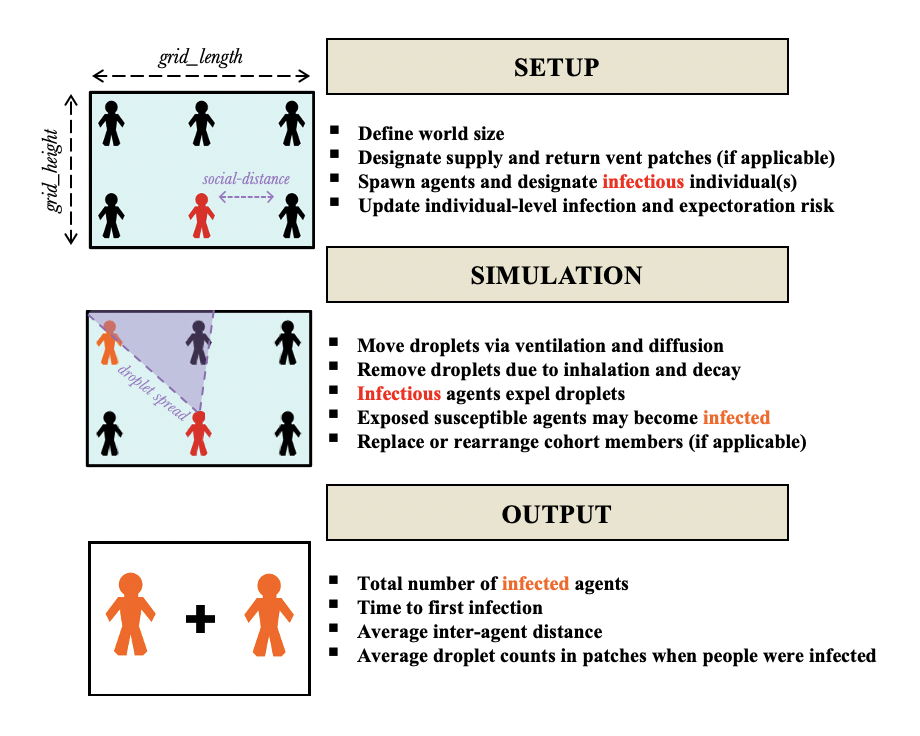 grid_length
grid_height
social-distance
SETUP
Define world size
Designate supply and return vent patches (if applicable)
Spawn agents and designate infectious individual(s)
Update individual-level infection and expectoration risk
droplet spread
SIMULATION
Move droplets via ventilation and diffusion
Remove droplets due to inhalation and decay
Infectious agents expel droplets
Exposed susceptible agents may become infected
Replace or rearrange cohort members (if applicable)
OUTPUT
Total number of infected agents
Time to first infection
Average inter-agent distance
Average droplet counts in patches when people were infected